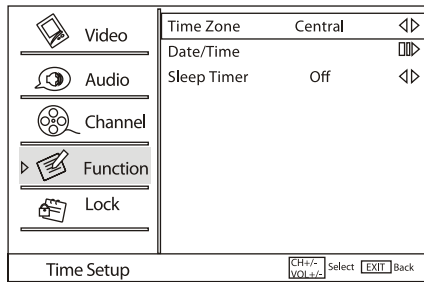 Video
Audio
Channel
Function
Lock
Time Zone Central
Date/Time
Sleep Timer Off
Time Setup
CH+/-
VOL+/- Select EXIT Back